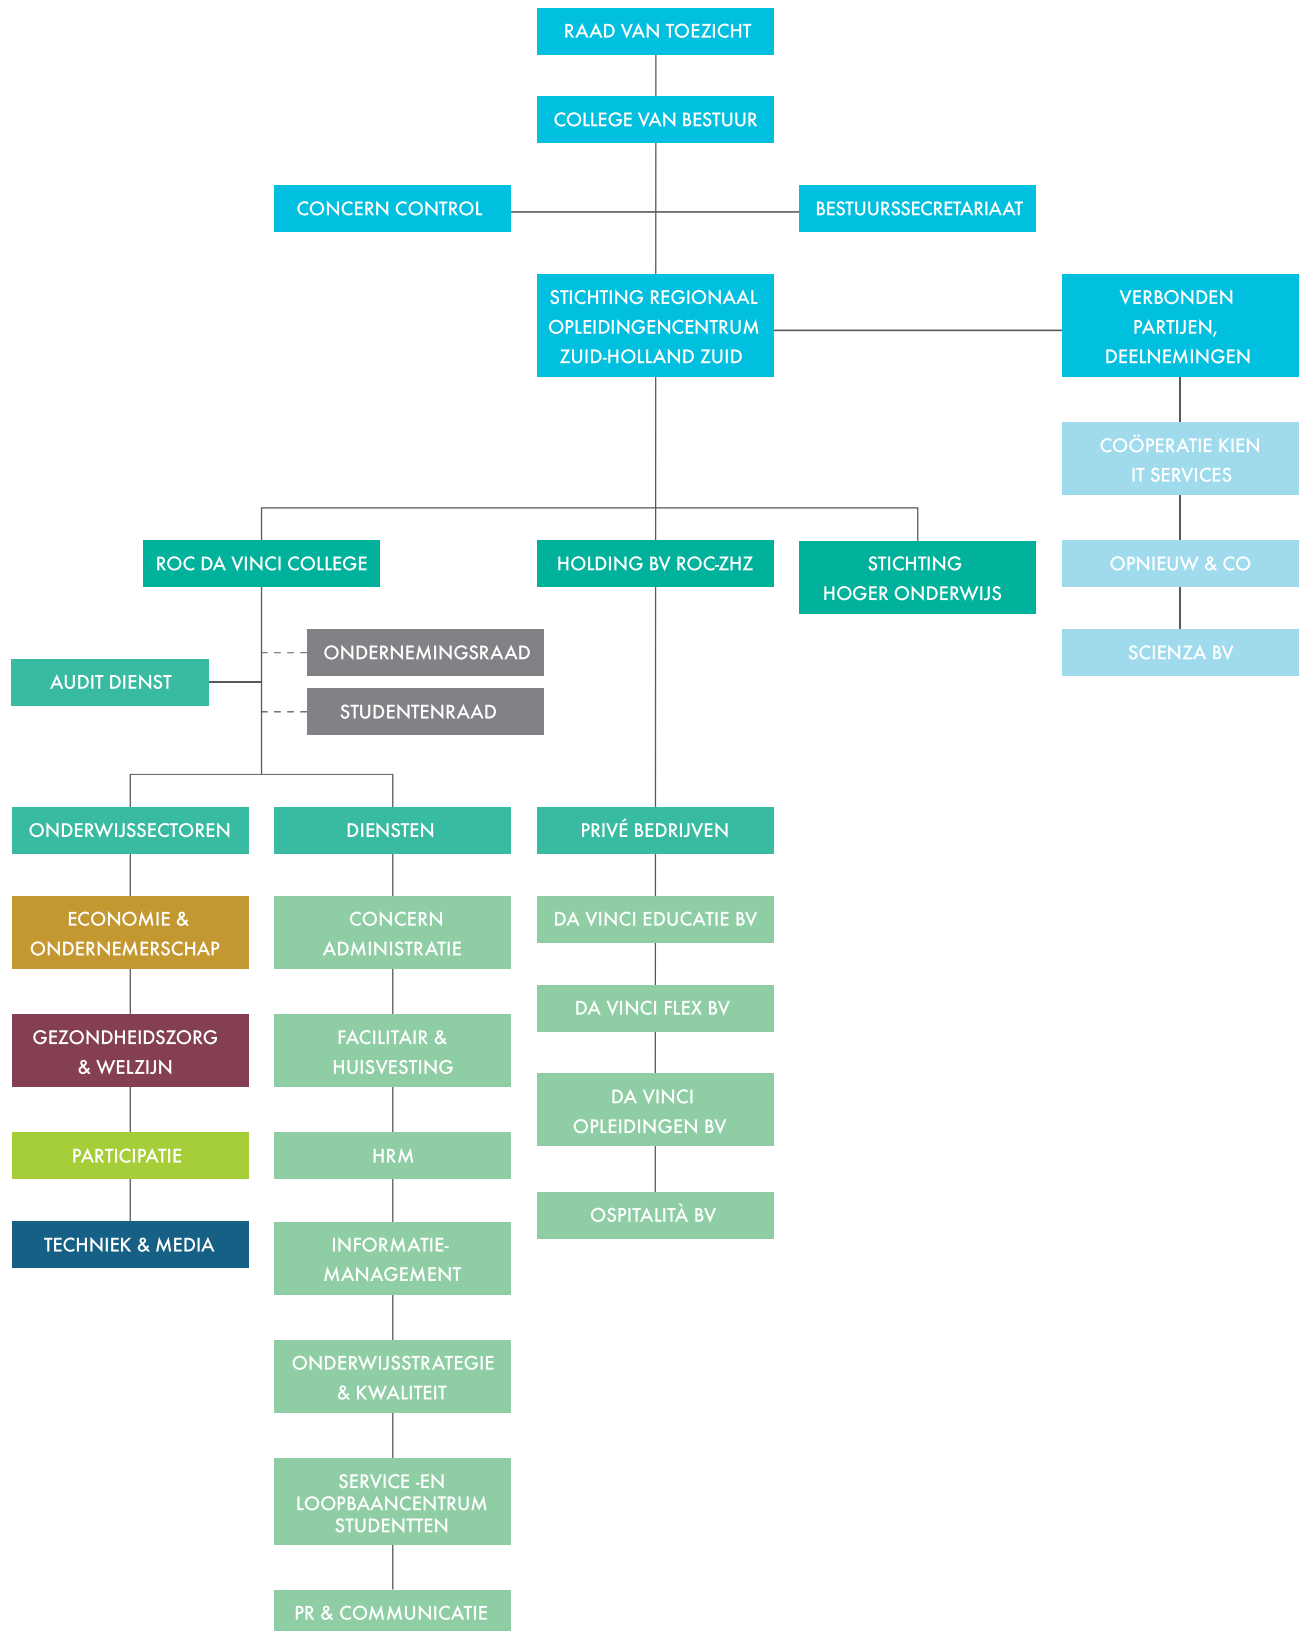 RAAD VAN TOEZICHT
COLLEGE VAN BESTUUR
CONCERN CONTROL
BESTUURSSECRETARIAAT
STICHTING REGIONAAL
OPLEIDINGENCENTRUM
ZUID-HOLLAND ZUID
VERBONDEN
PARTIJEN,
DEELNEMINGEN
COÖPERATIE KIEN
IT SERVICES
OPNIEUW & CO
SCIENZA BV
ROC DA VINCI COLLEGE
HOLDING BV ROC-ZHZ
STICHTING
HOGER ONDERWIJS
ONDERNEMINGSRAAD
AUDIT DIENST
STUDENTENRAAD
ONDERWIJSSECTOREN
ECONOMIE &
ONDERNEMERSCHAP
GEZONDHEIDSZORG
& WELZIJN
PARTICIPATIE
TECHNIEK & MEDIA
DIENSTEN
CONCERN
ADMINISTRATIE
FACILITAIR &
HUISVESTING
HRM
INFORMATIE-
MANAGEMENT
ONDERWIJSSTRATEGIE
& KWALITEIT
SERVICE -EN
LOOPBAANCENTRUM
STUDENTTEN
PR & COMMUNICATIE
PRIVÉ BEDRIJVEN
DA VINCI EDUCATIE BV
DA VINCI FLEX BV
DA VINCI
OPLEIDINGEN BV
OSPITALITÀ BV